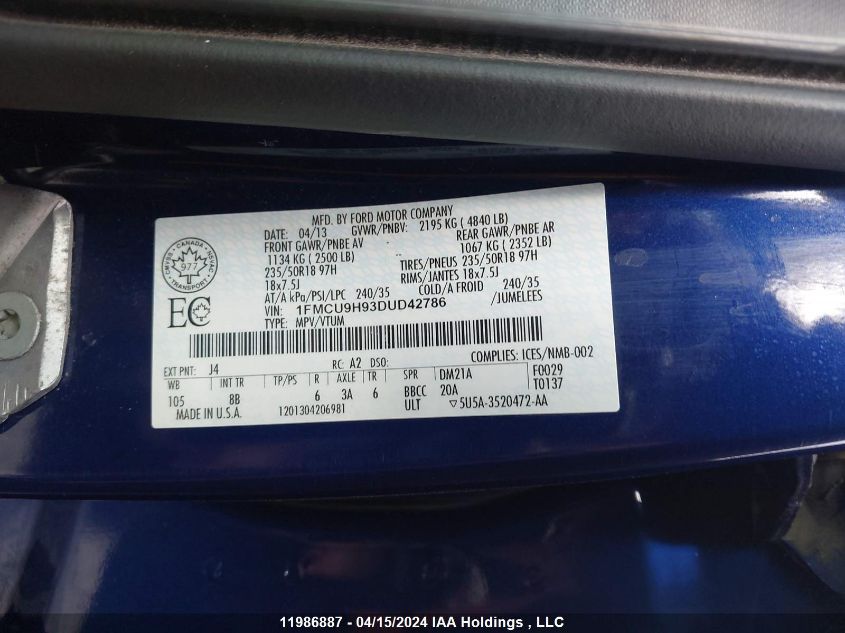 MFD. BY FORD MOTOR COMPANY
DATE: 04/13 GVWR/PNBV: 2195 KG ( 4840 LB)
FRONT GAWR/PNBE AV REAR GAWR/PNBE AR
1134 KG ( 2500 LB) 1067 KG ( 2352 LB)
235/50R18 97H TIRES/PNEUS 235/50R18 97H
18x7.5J RIMS/JANTES 18x7.5J
AT/A kPa/PSI/LPC 240/35 COLD/A FROID 240/35
VIN: 1FMCU9H93DUD42786 /JUMELEES
TYPE: MPV/VTUM
CANADA
977
TRANSPORT
EC
COMPLIES: ICES/NMB-002
EXT PNT: J4 RC: A2 DSO:
WB INT TR TP/PS R AXLE TR SPR DM21A F0029
105 8B 6 3A 6 BBCC 20A T0137
MADE IN U.S.A. 1201304206981 ULT ▽5U5A-3520472-AA
11986887 - 04/15/2024 IAA Holdings , LLC